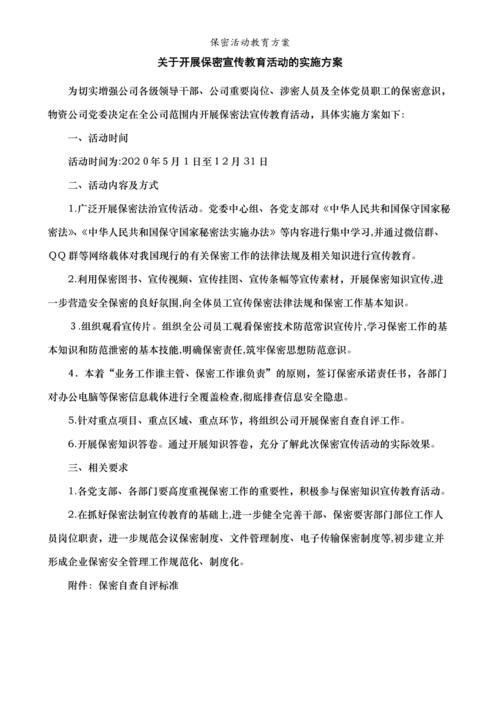 保密活动教育方案
关于开展保密宣传教育活动的实施方案
为切实增强公司各级领导干部、公司重要岗位、涉密人员及全体党员职工的保密意识，
物资公司党委决定在全公司范围内开展保密法宣传教育活动，具体实施方案如下：
一、活动时间
活动时间为:2020年5月1日至12月31日
二、活动内容及方式
1.广泛开展保密法治宣传活动。党委中心组、各党支部对《中华人民共和国保守国家秘
密法》、《中华人民共和国保守国家秘密法实施办法》等内容进行集中学习,并通过微信群、
QQ群等网络载体对我国现行的有关保密工作的法律法规及相关知识进行宣传教育。
2.利用保密图书、宣传视频、宣传挂图、宣传条幅等宣传素材，开展保密知识宣传,进
一步营造安全保密的良好氛围,向全体员工宣传保密法律法规和保密工作基本知识。
3.组织观看宣传片。组织全公司员工观看保密技术防范常识宣传片,学习保密工作的基
本知识和防范泄密的基本技能,明确保密责任,筑牢保密思想防范意识。
4．本着“业务工作谁主管、保密工作谁负责”的原则，签订保密承诺责任书，各部门
对办公电脑等保密信息载体进行全覆盖检查,彻底排查信息安全隐患。
5.针对重点项目、重点区域、重点环节，将组织公司开展保密自查自评工作。
6.开展保密知识答卷。通过开展知识答卷，充分了解此次保密宣传活动的实际效果。
三、相关要求
1.各党支部、各部门要高度重视保密工作的重要性，积极参与保密知识宣传教育活动。
2.在抓好保密法制宣传教育的基础上,进一步健全完善干部、保密要害部门部位工作人
员岗位职责，进一步规范会议保密制度、文件管理制度、电子传输保密制度等,初步建立并
形成企业保密安全管理工作规范化、制度化。
附件：保密自查自评标准